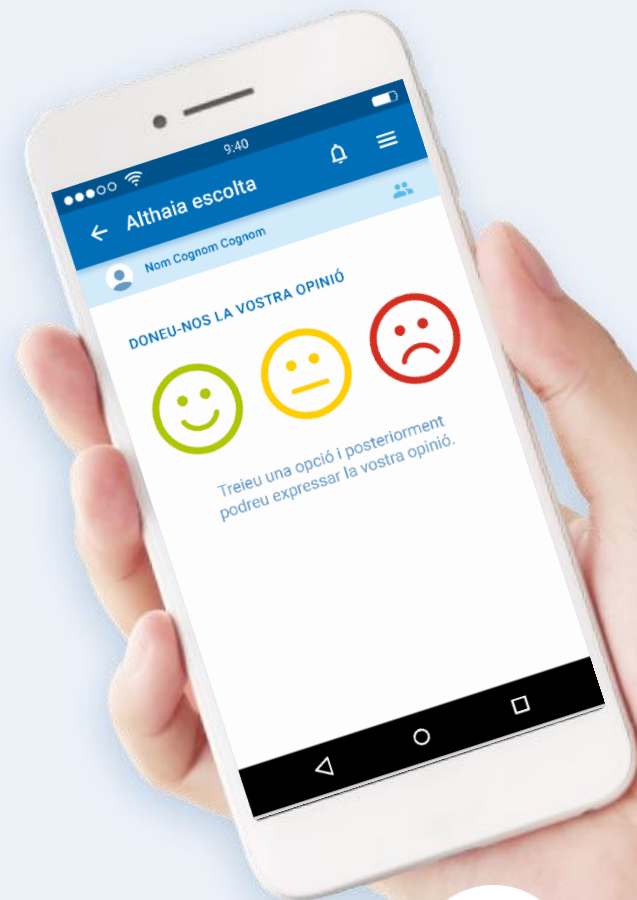 9:40
Althaia escolta
Nom Cognom Cognom
DONEU-NOS LA VOSTRA OPINIÓ
Treieu una opció i posteriorment
podreu expressar la vostra opinió.